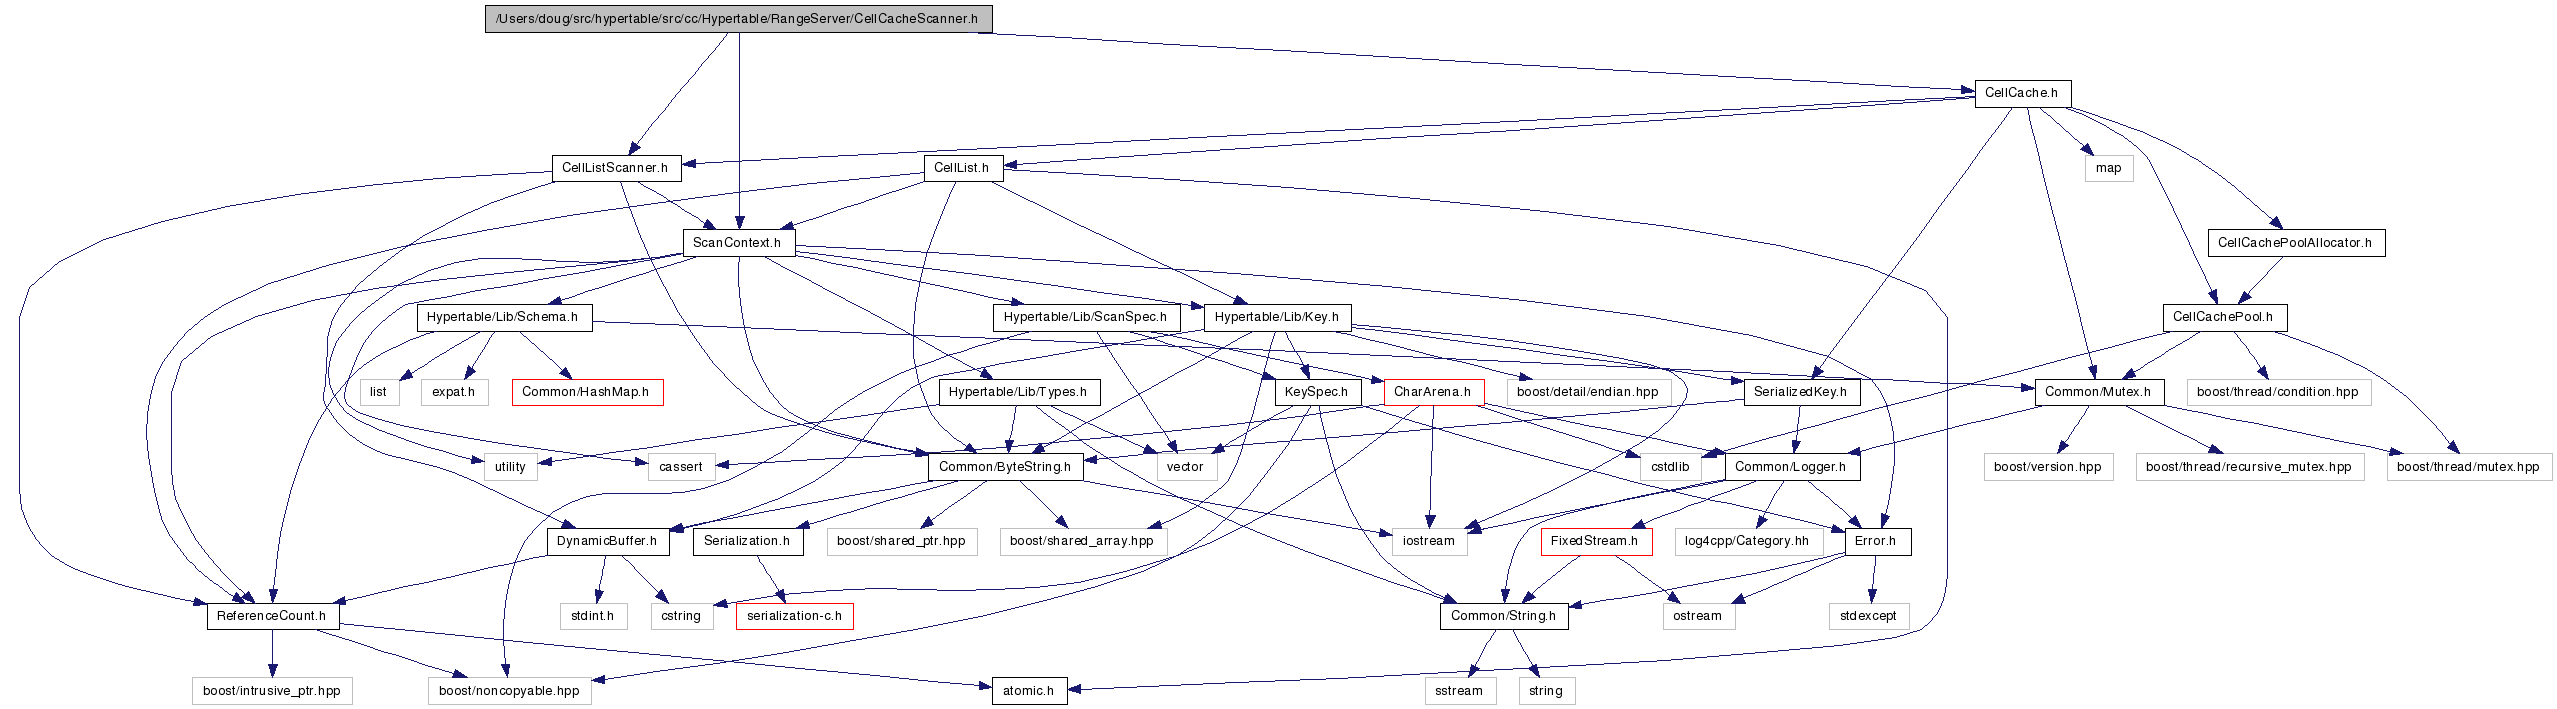 /Users/doug/src/hypertable/src/cc/Hypertable/RangeServer/CellCacheScanner.h
CellCache.h
CellListScanner.h
CellList.h
map
ScanContext.h
CellCachePoolAllocator.h
Hypertable/Lib/Schema.h
Hypertable/Lib/ScanSpec.h
Hypertable/Lib/Key.h
CellCachePool.h
list
expat.h
Common/HashMap.h
Hypertable/Lib/Types.h
KeySpec.h
CharArena.h
boost/detail/endian.hpp
SerializedKey.h
Common/Mutex.h
boost/thread/condition.hpp
utility
cassert
Common/ByteString.h
vector
cstdlib
Common/Logger.h
boost/version.hpp
boost/thread/recursive_mutex.hpp
boost/thread/mutex.hpp
DynamicBuffer.h
Serialization.h
boost/shared_ptr.hpp
boost/shared_array.hpp
iostream
FixedStream.h
log4cpp/Category.hh
Error.h
ReferenceCount.h
stdint.h
cstring
serialization-c.h
Common/String.h
ostream
stdexcept
boost/intrusive_ptr.hpp
boost/noncopyable.hpp
atomic.h
sstream
string